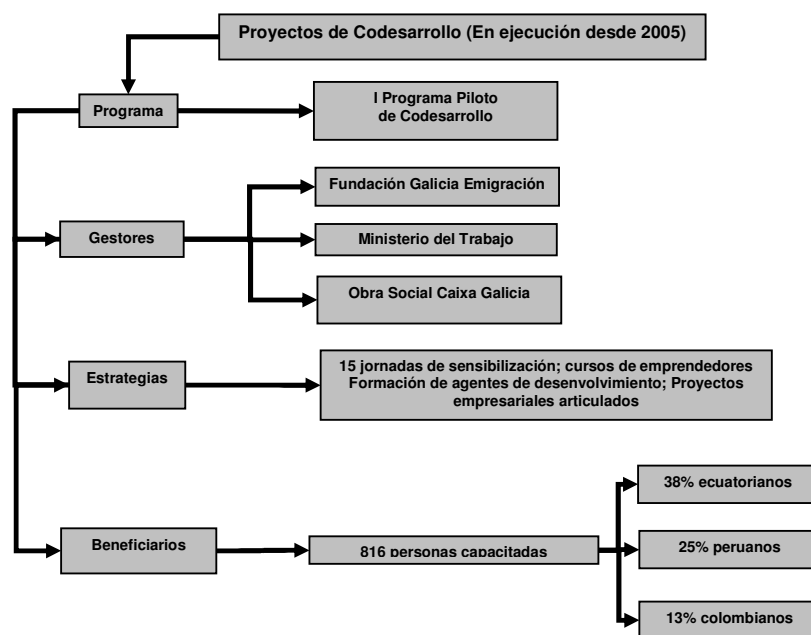 Proyectos de Codesarrollo (En ejecución desde 2005)
Programa
I Programa Piloto
de Codesarrollo
Gestores
Fundación Galicia Emigración
Ministerio del Trabajo
Obra Social Caixa Galicia
Estrategias
15 jornadas de sensibilización; cursos de emprendedores
Formación de agentes de desenvolvimiento; Proyectos
empresariales articulados
Beneficiarios
816 personas capacitadas
38% ecuatorianos
25% peruanos
13% colombianos